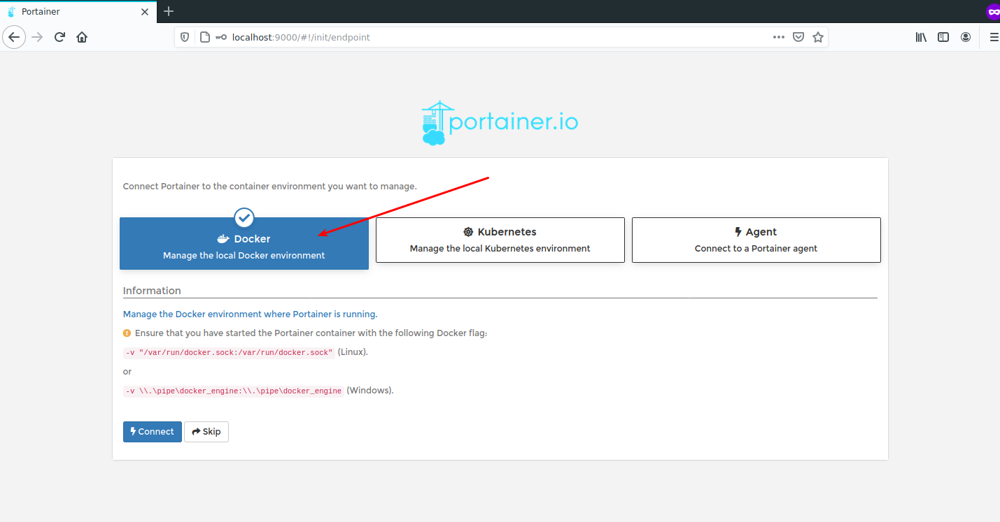 Portainer
localhost:9000/#!/init/endpoint
portainer.io
Connect Portainer to the container environment you want to manage.
Docker
Manage the local Docker environment
Kubernetes
Manage the local Kubernetes environment
Agent
Connect to a Portainer agent
Information
Manage the Docker environment where Portainer is running.
Ensure that you have started the Portainer container with the following Docker flag:
-v "/var/run/docker.sock:/var/run/docker.sock" (Linux).
or
-v \\.\pipe\docker_engine:\\.\pipe\docker_engine (Windows).
Connect Skip